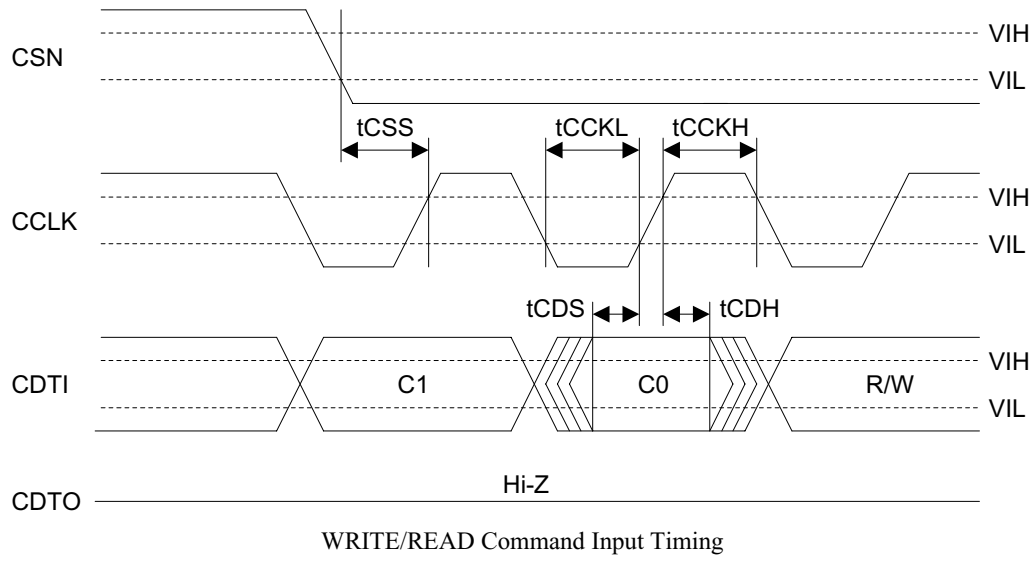 CSN
VIH
VIL
tCSS
tCCKL
tCCKH
CCLK
VIH
VIL
tCDS
tCDH
CDTI
C1
C0
R/W
VIH
VIL
CDTO
Hi-Z
WRITE/READ Command Input Timing